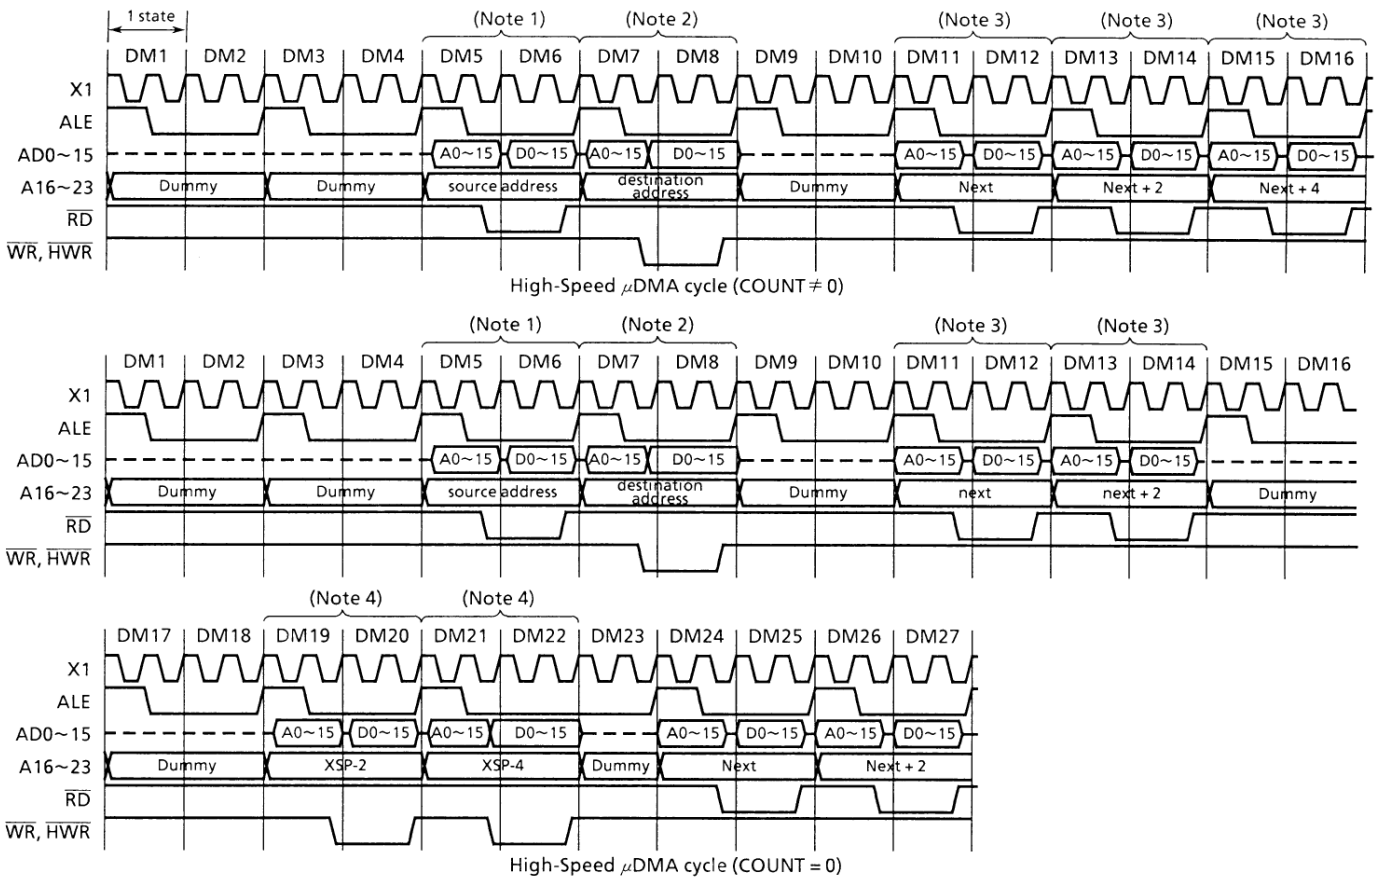 1 state (Note 1) (Note 2) (Note 3) (Note 3) (Note 3)
DM1 DM2 DM3 DM4 DM5 DM6 DM7 DM8 DM9 DM10 DM11 DM12 DM13 DM14 DM15 DM16
X1
ALE
AD0~15 A0~15 D0~15 A0~15 D0~15 A0~15 D0~15 A0~15 D0~15 A0~15 D0~15
A16~23 Dummy Dummy source address destination address Dummy Next Next + 2 Next + 4
RD
WR, HWR
High-Speed μDMA cycle (COUNT ≠ 0)
(Note 1) (Note 2) (Note 3) (Note 3)
DM1 DM2 DM3 DM4 DM5 DM6 DM7 DM8 DM9 DM10 DM11 DM12 DM13 DM14 DM15 DM16
X1
ALE
AD0~15 A0~15 D0~15 A0~15 D0~15 A0~15 D0~15 A0~15 D0~15
A16~23 Dummy Dummy source address destination address Dummy next next + 2 Dummy
RD
WR, HWR
(Note 4) (Note 4)
DM17 DM18 DM19 DM20 DM21 DM22 DM23 DM24 DM25 DM26 DM27
X1
ALE
AD0~15 A0~15 D0~15 A0~15 D0~15 A0~15 D0~15 A0~15 D0~15
A16~23 Dummy XSP-2 XSP-4 Dummy Next Next + 2
RD
WR, HWR
High-Speed μDMA cycle (COUNT = 0)